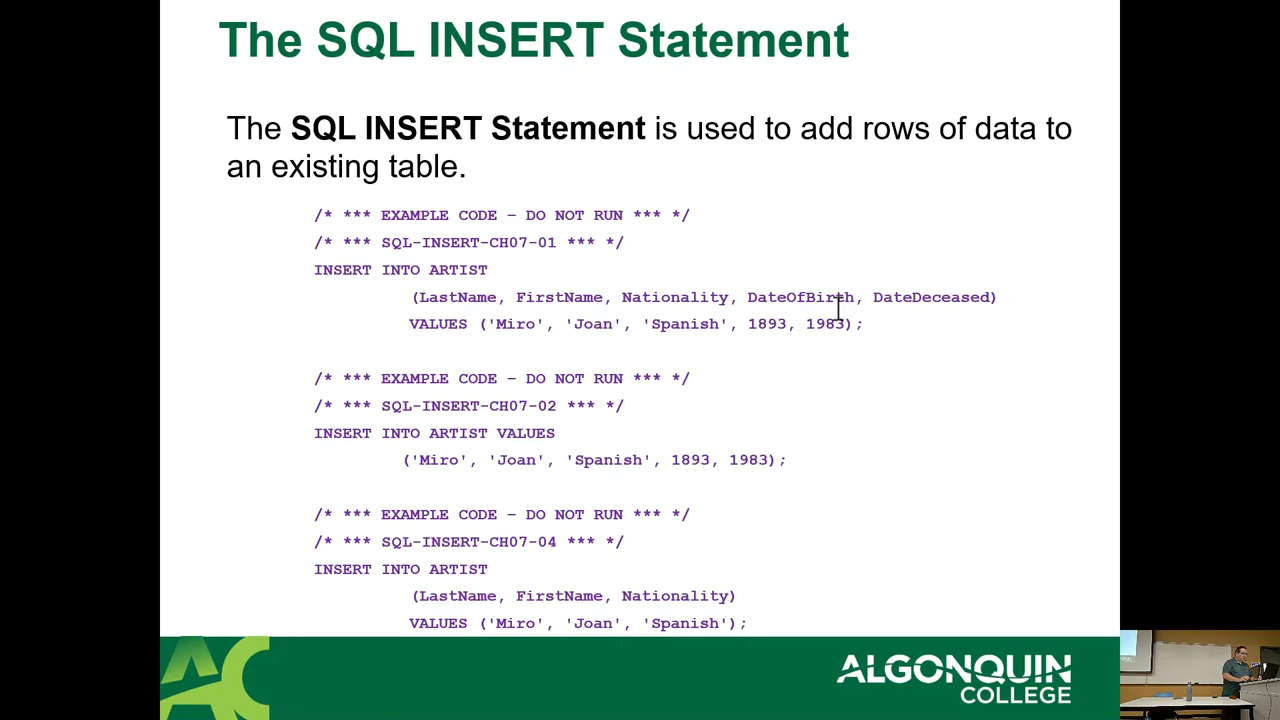 The SQL INSERT Statement
The SQL INSERT Statement is used to add rows of data to
an existing table.
/* *** EXAMPLE CODE – DO NOT RUN *** */
/* *** SQL-INSERT-CH07-01 *** */
INSERT INTO ARTIST
(LastName, FirstName, Nationality, DateOfBirth, DateDeceased)
VALUES ('Miro', 'Joan', 'Spanish', 1893, 1983);
/* *** EXAMPLE CODE – DO NOT RUN *** */
/* *** SQL-INSERT-CH07-02 *** */
INSERT INTO ARTIST VALUES
('Miro', 'Joan', 'Spanish', 1893, 1983);
/* *** EXAMPLE CODE – DO NOT RUN *** */
/* *** SQL-INSERT-CH07-04 *** */
INSERT INTO ARTIST
(LastName, FirstName, Nationality)
VALUES ('Miro', 'Joan', 'Spanish');
AC
ALGONQUIN
COLLEGE